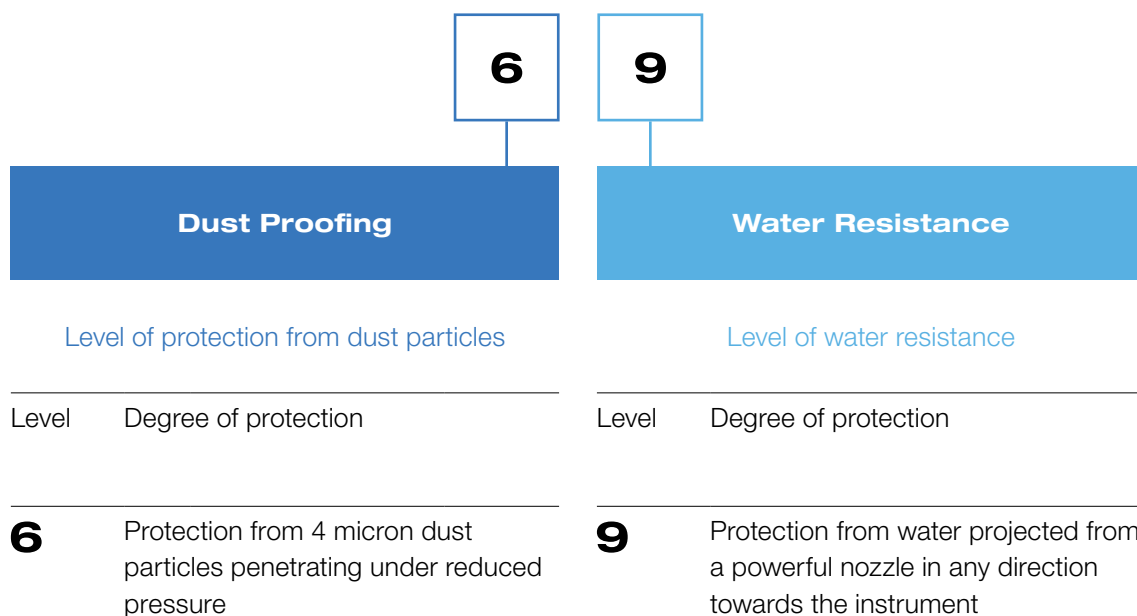 6
9
Dust Proofing
Water Resistance
Level of protection from dust particles
Level of water resistance
Level Degree of protection
Level Degree of protection
6 Protection from 4 micron dust
particles penetrating under reduced
pressure
9 Protection from water projected from
a powerful nozzle in any direction
towards the instrument